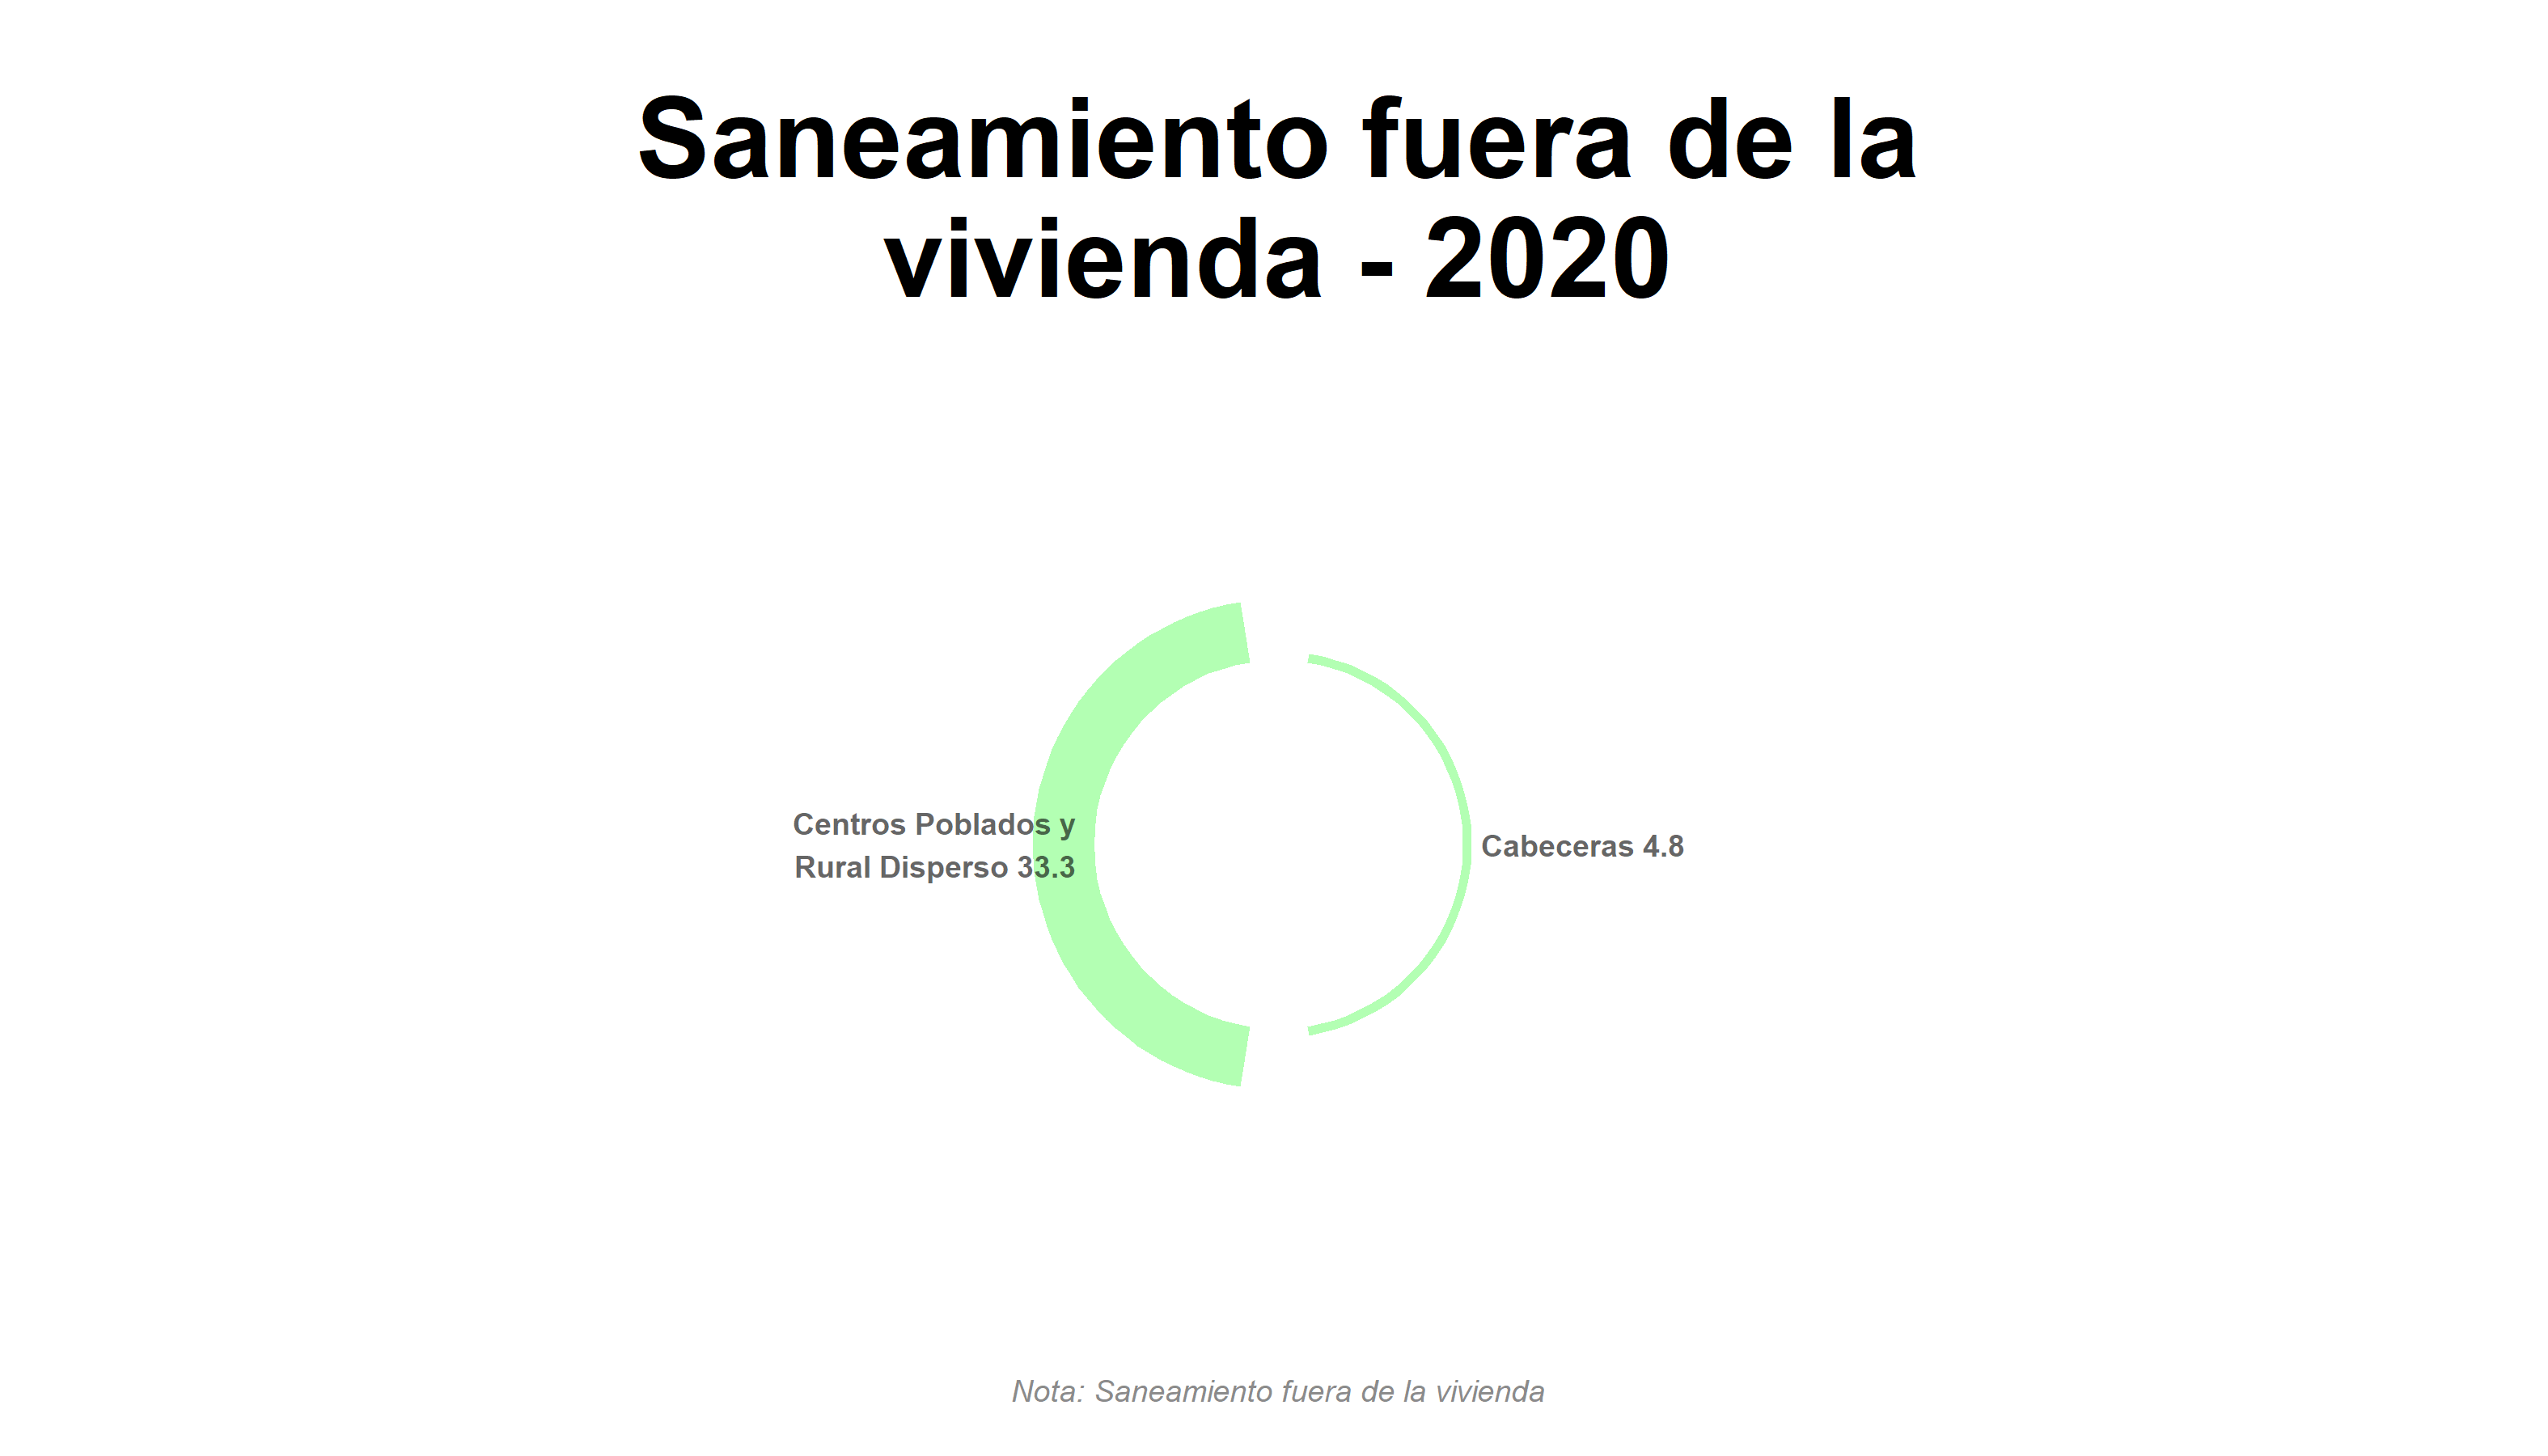 Saneamiento fuera de la
vivienda - 2020
Centros Poblados y
Rural Disperso 33.3
Cabeceras 4.8
Nota: Saneamiento fuera de la vivienda